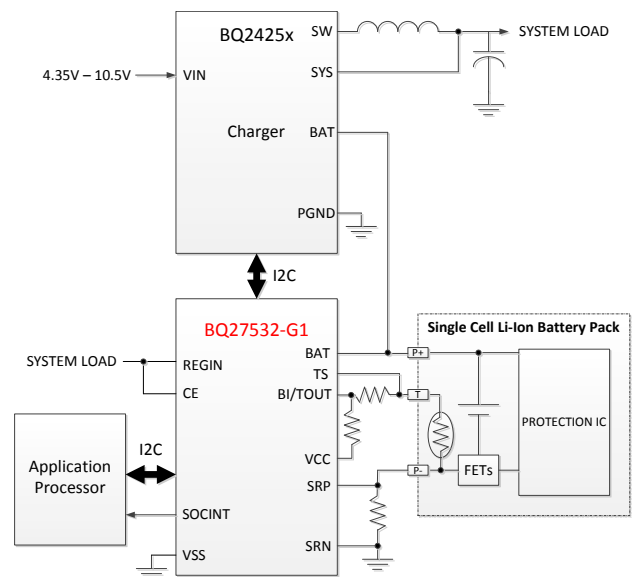 BQ2425x
SW
SYSTEM LOAD
SYS
4.35V – 10.5V
VIN
Charger
BAT
PGND
I2C
BQ27532-G1
Single Cell Li-Ion Battery Pack
SYSTEM LOAD
REGIN
BAT
P+
TS
CE
BI/TOUT
T
PROTECTION IC
I2C
VCC
Application
Processor
P-
FETs
SRP
SOCINT
VSS
SRN